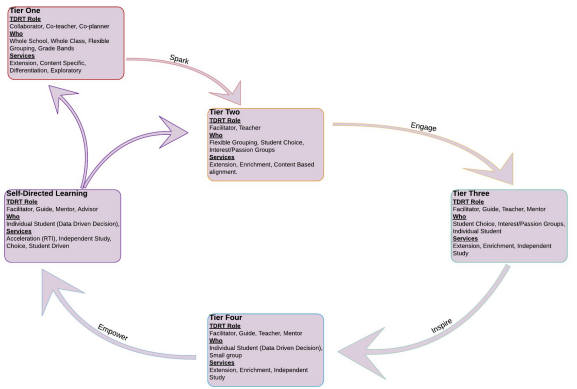 Tier One
TDRT Role
Collaborator, Co-teacher, Co-planner
Who
Whole School, Whole Class, Flexible
Grouping, Grade Bands
Services
Extension, Content Specific,
Differentiation, Exploratory
Spark
Tier Two
TDRT Role
Facilitator, Teacher
Who
Flexible Grouping, Student Choice,
Interest/Passion Groups
Services
Extension, Enrichment, Content Based
alignment.
Engage
Tier Three
TDRT Role
Facilitator, Guide, Teacher, Mentor
Who
Student Choice, Interest/Passion Groups,
Individual Student
Services
Extension, Enrichment, Independent
Study
Inspire
Tier Four
TDRT Role
Facilitator, Guide, Teacher, Mentor
Who
Individual Student (Data Driven Decision),
Small group
Services
Extension, Enrichment, Independent
Study
Empower
Self-Directed Learning
TDRT Role
Facilitator, Guide, Mentor, Advisor
Who
Individual Student (Data Driven Decision),
Services
Acceleration (RTI), Independent Study,
Choice, Student Driven